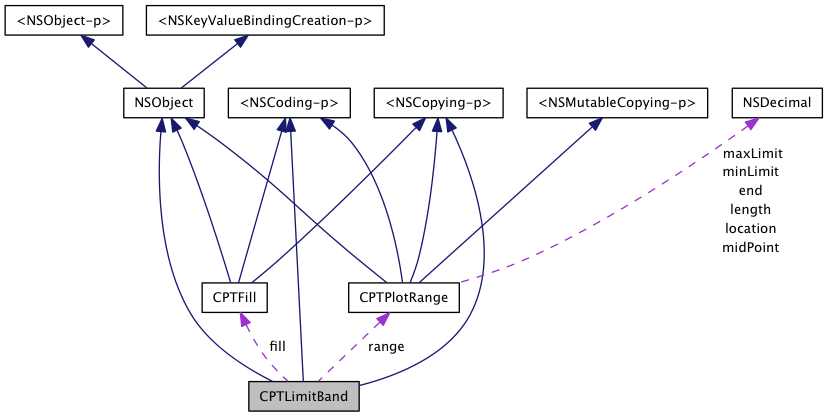 <NSObject-p>
<NSKeyValueBindingCreation-p>
NSObject
<NSCoding-p>
<NSCopying-p>
<NSMutableCopying-p>
NSDecimal
maxLimit
minLimit
end
length
location
midPoint
CPTFill
CPTPlotRange
fill
range
CPTLimitBand